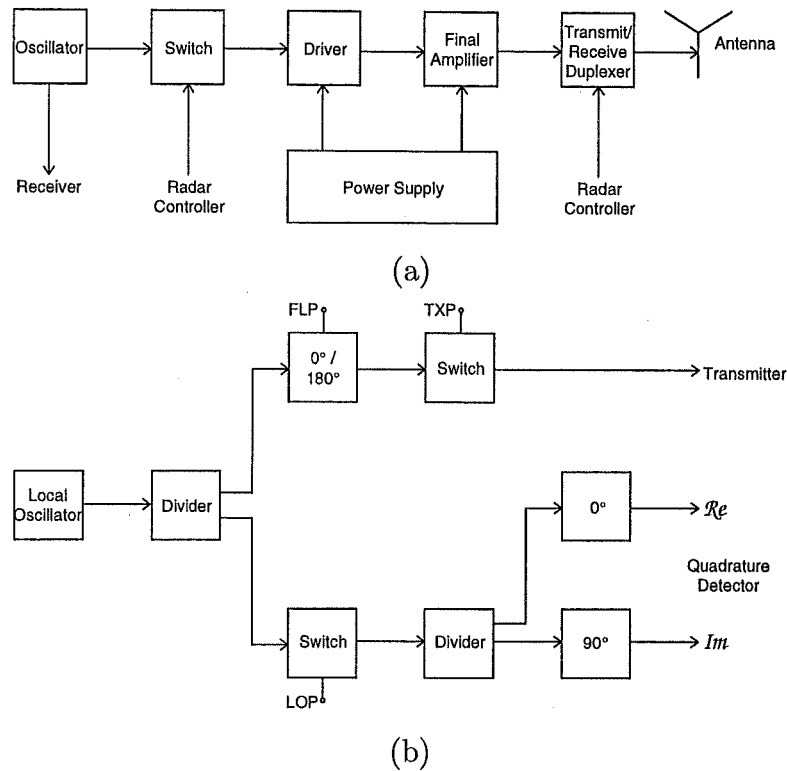 Oscillator
Switch
Driver
Final
Amplifier
Transmit/
Receive
Duplexer
Antenna
Receiver
Radar
Controller
Power Supply
Radar
Controller
(a)
FLP
TXP
0° /
180°
Switch
Transmitter
Local
Oscillator
Divider
0°
Re
Quadrature
Detector
Switch
Divider
90°
Im
LOP
(b)